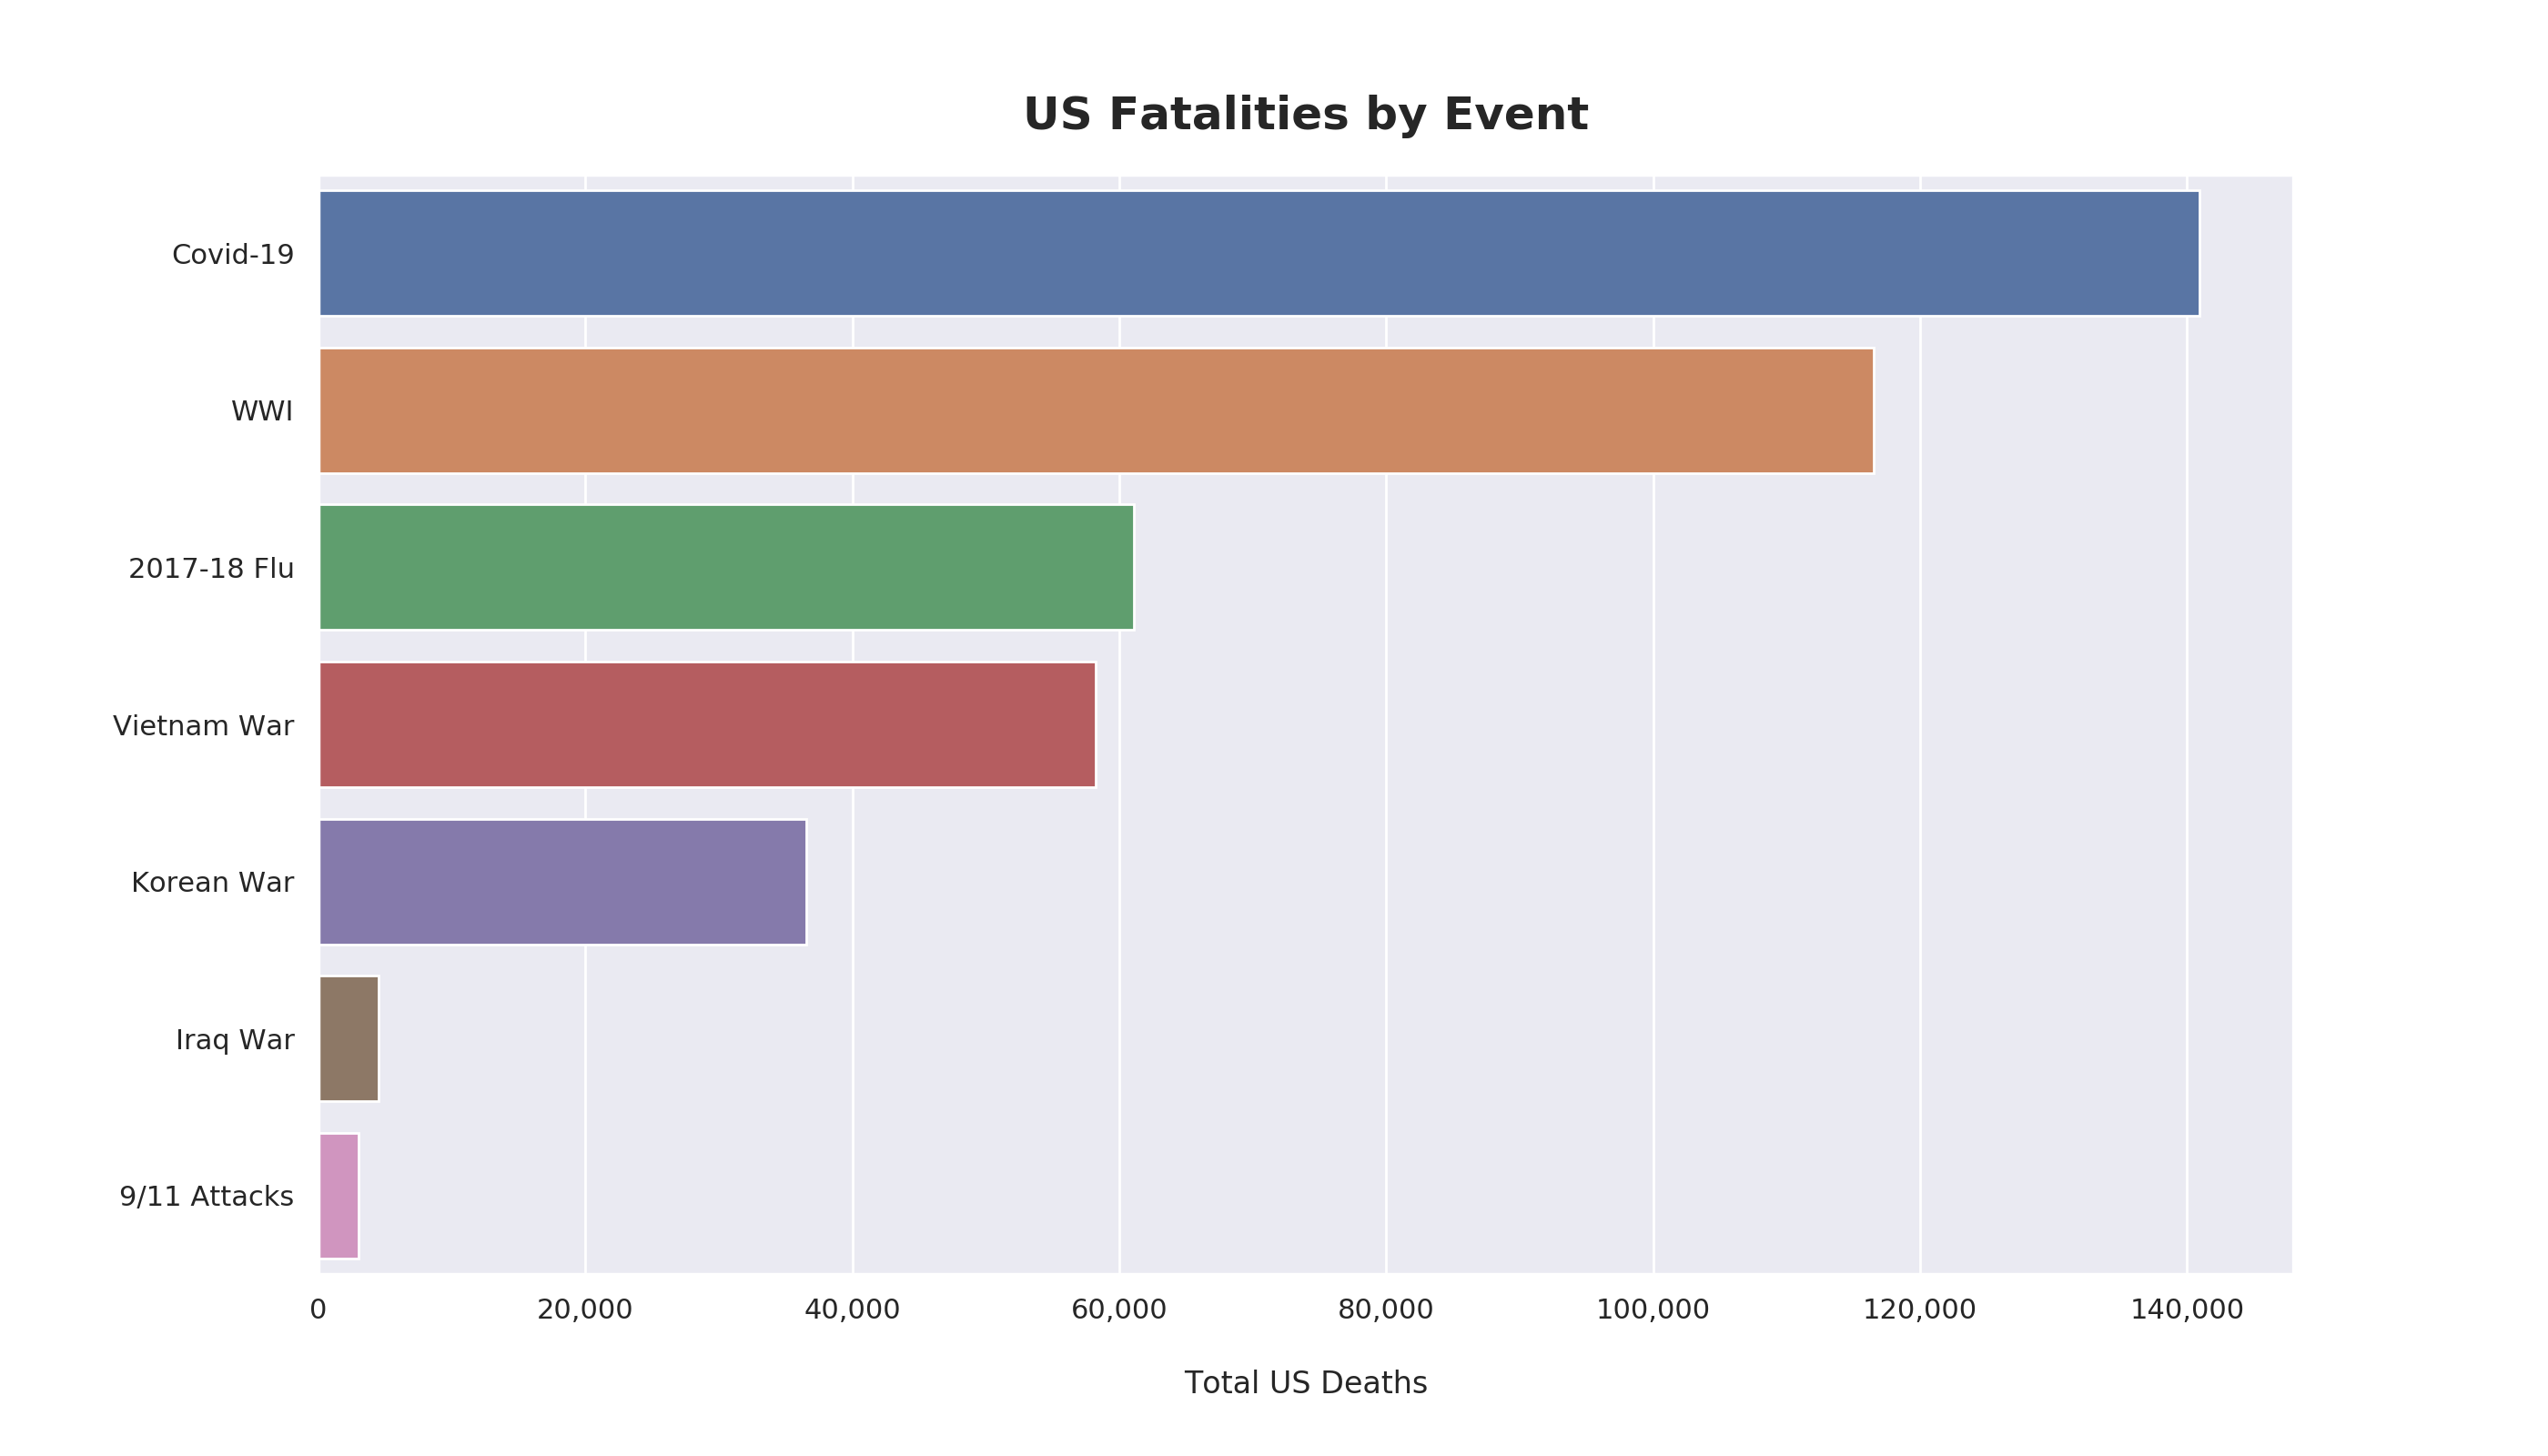 US Fatalities by Event
Covid-19
WWI
2017-18 Flu
Vietnam War
Korean War
Iraq War
9/11 Attacks
0 20,000 40,000 60,000 80,000 100,000 120,000 140,000
Total US Deaths